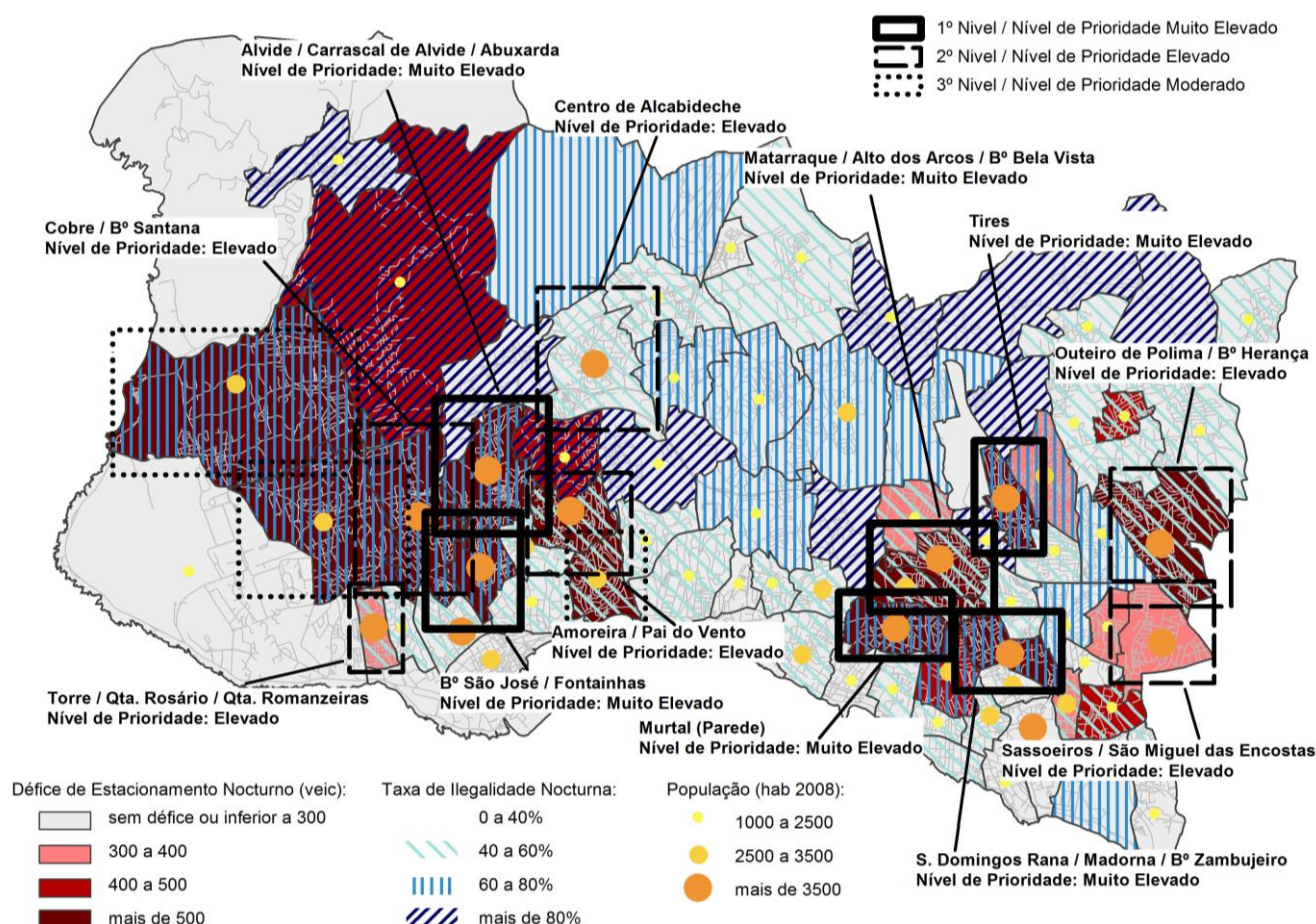 1º Nivel / Nível de Prioridade Muito Elevado
2º Nivel / Nível de Prioridade Elevado
3º Nivel / Nível de Prioridade Moderado
Alvide / Carrascal de Alvide / Abuxarda
Nível de Prioridade: Muito Elevado
Centro de Alcabideche
Nível de Prioridade: Elevado
Matarraque / Alto dos Arcos / Bº Bela Vista
Nível de Prioridade: Muito Elevado
Cobre / Bº Santana
Nível de Prioridade: Elevado
Tires
Nível de Prioridade: Muito Elevado
Outeiro de Polima / Bº Herança
Nível de Prioridade: Elevado
Amoreira / Pai do Vento
Nível de Prioridade: Elevado
Bº São José / Fontainhas
Nível de Prioridade: Muito Elevado
Torre / Qta. Rosário / Qta. Romanzeiras
Nível de Prioridade: Elevado
Murtal (Parede)
Nível de Prioridade: Muito Elevado
Sassoeiros / São Miguel das Encostas
Nível de Prioridade: Elevado
S. Domingos Rana / Madorna / Bº Zambujeiro
Nível de Prioridade: Muito Elevado
Défice de Estacionamento Nocturno (veic):
sem défice ou inferior a 300
300 a 400
400 a 500
mais de 500
Taxa de Ilegalidade Nocturna:
0 a 40%
40 a 60%
60 a 80%
mais de 80%
População (hab 2008):
1000 a 2500
2500 a 3500
mais de 3500